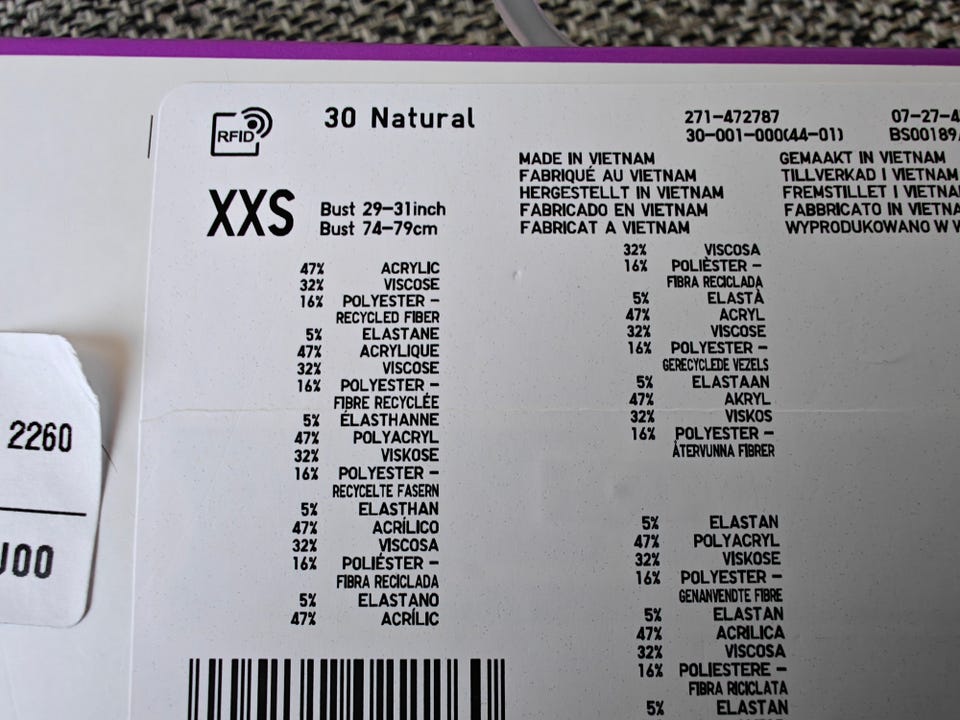 RFID
30 Natural
271-472787
30-001-000(44-01)
07-27-4
BS00189
XXS
Bust 29-31inch
Bust 74-79cm
MADE IN VIETNAM
FABRIQUÉ AU VIETNAM
HERGESTELLT IN VIETNAM
FABRICADO EN VIETNAM
FABRICAT A VIETNAM
GEMAAKT IN VIETNAM
TILLVERKAD I VIETNAM
FREMSTILLET I VIETNA
FABBRICATO IN VIETNA
WYPRODUKOWANO W
47% ACRYLIC
32% VISCOSE
16% POLYESTER -
RECYCLED FIBER
5% ELASTANE
47% ACRYLIQUE
32% VISCOSE
16% POLYESTER -
FIBRE RECYCLÉE
5% ÉLASTHANNE
47% POLYACRYL
32% VISKOSE
16% POLYESTER -
RECYCELTE FASERN
5% ELASTHAN
47% ACRÍLICO
32% VISCOSA
16% POLIÉSTER -
FIBRA RECICLADA
5% ELASTANO
47% ACRÍLIC
32% VISCOSA
16% POLIÈSTER -
FIBRA RECICLADA
5% ELASTÀ
47% ACRYL
32% VISCOSE
16% POLYESTER -
GERECYCLEDE VEZELS
5% ELASTAAN
47% AKRYL
32% VISKOS
16% POLYESTER -
ÅTERVUNNA FIBRER
5% ELASTAN
47% POLYACRYL
32% VISKOSE
16% POLYESTER -
GENANVENDTE FIBRE
5% ELASTAN
47% ACRILICA
32% VISCOSA
16% POLIESTERE -
FIBRA RICICLATA
5% ELASTAN
2260
J00